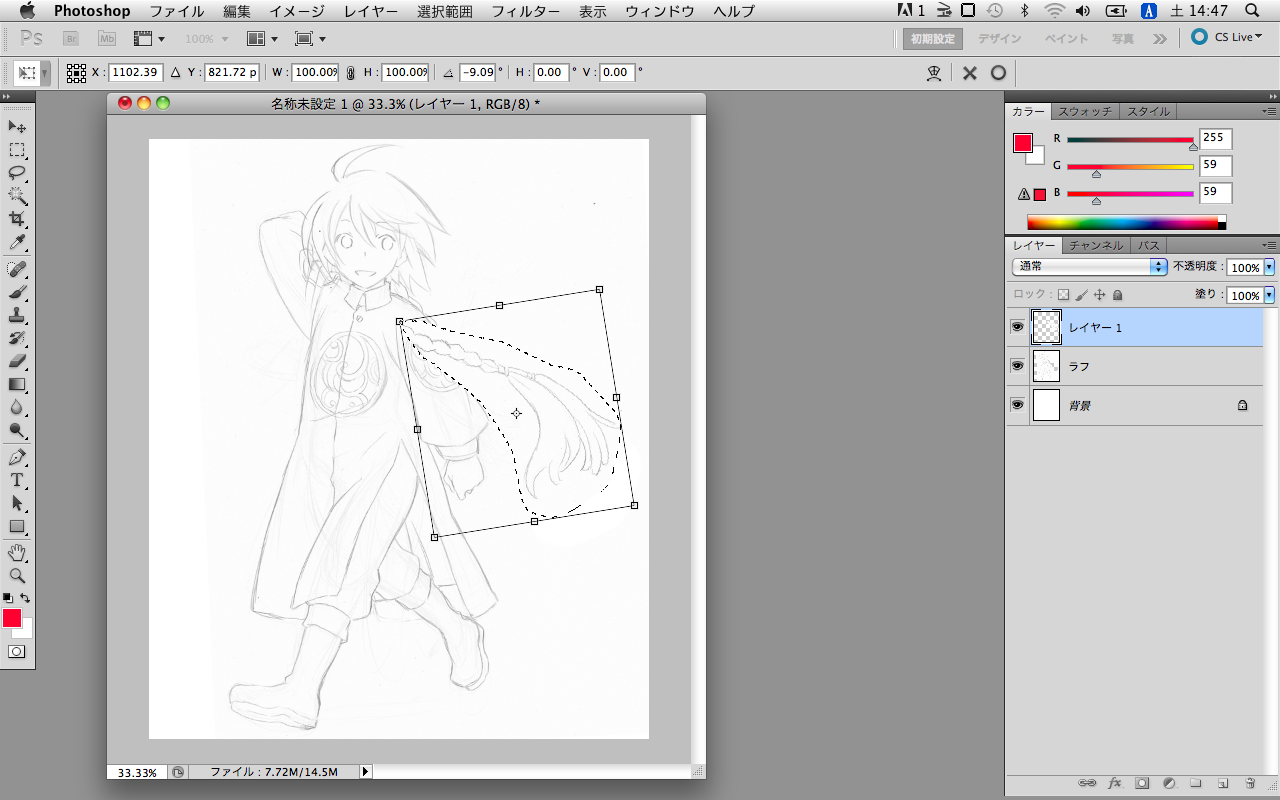 Photoshop ファイル 編集 イメージ レイヤー 選択範囲 フィルター 表示 ウィンドウ ヘルプ 1 A 土 14:47
Ps Br Mb 100% 初期設定 デザイン ペイント 写真 CS Live
X : 1102.39 Y : 821.72 p W : 100.00% H : 100.00% -9.09 ° H : 0.00 ° V : 0.00 °
名称未設定 1 @ 33.3% (レイヤー 1, RGB/8) *
カラー スウォッチ スタイル
R 255
G 59
B 59
レイヤー チャンネル パス
通常 不透明度 : 100%
ロック : 塗り : 100%
レイヤー 1
ラフ
背景
T
33.33% ファイル : 7.72M/14.5M
fx